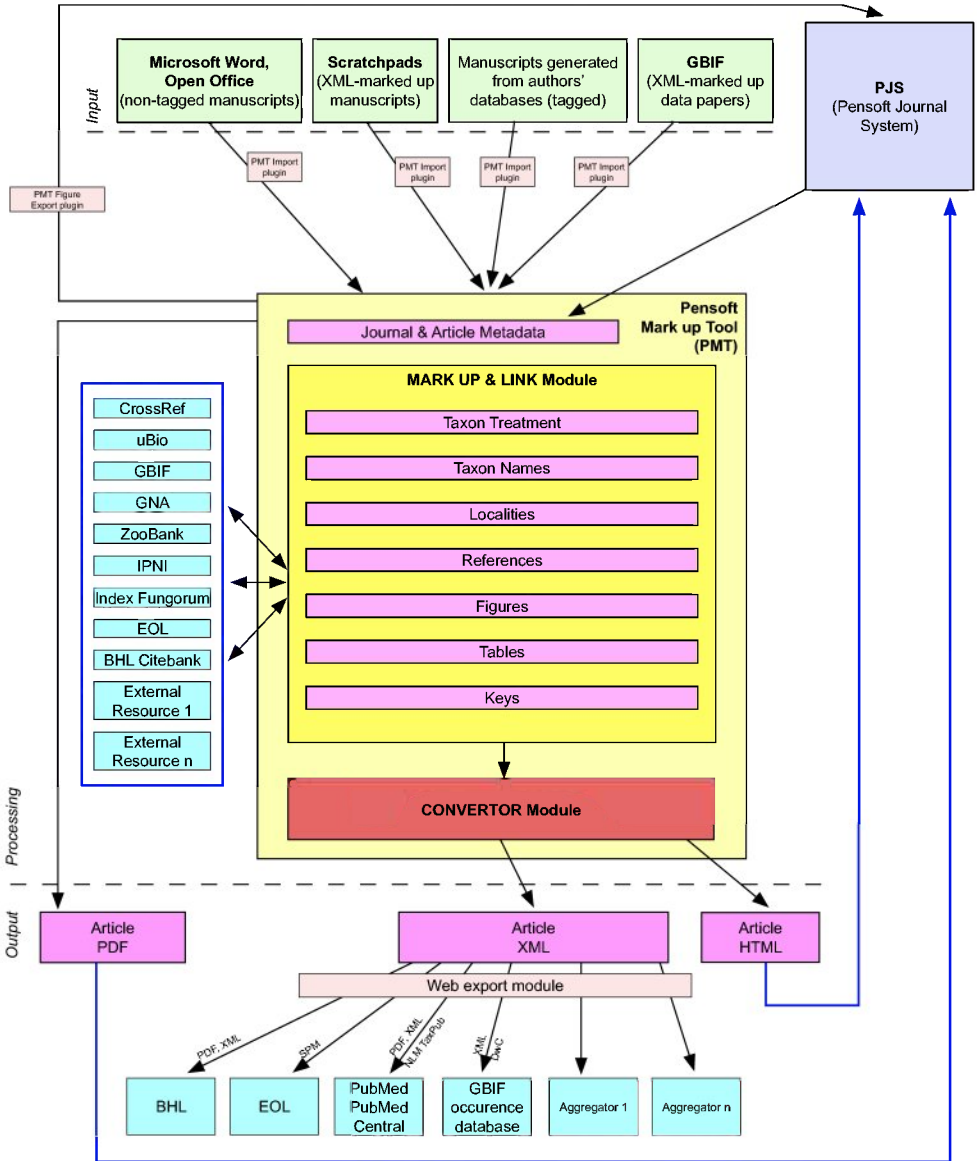 Input
Microsoft Word,
Open Office
(non-tagged manuscripts)
Scratchpads
(XML-marked up
manuscripts)
Manuscripts generated
from authors'
databases (tagged)
GBIF
(XML-marked up
data papers)
PJS
(Pensoft Journal
System)
PMT Import
plugin
PMT Import
plugin
PMT Import
plugin
PMT Import
plugin
PMT Figure
Export plugin
Pensoft
Mark up Tool
(PMT)
Journal & Article Metadata
MARK UP & LINK Module
Taxon Treatment
Taxon Names
Localities
References
Figures
Tables
Keys
CrossRef
uBio
GBIF
GNA
ZooBank
IPNI
Index Fungorum
EOL
BHL Citebank
External
Resource 1
External
Resource n
CONVERTOR Module
Processing
Output
Article
PDF
Article
XML
Article
HTML
Web export module
PDF, XML
SPM
PDF, XML
NLM TaxPub
XML
DwC
BHL
EOL
PubMed
PubMed
Central
GBIF
occurence
database
Aggregator 1
Aggregator n